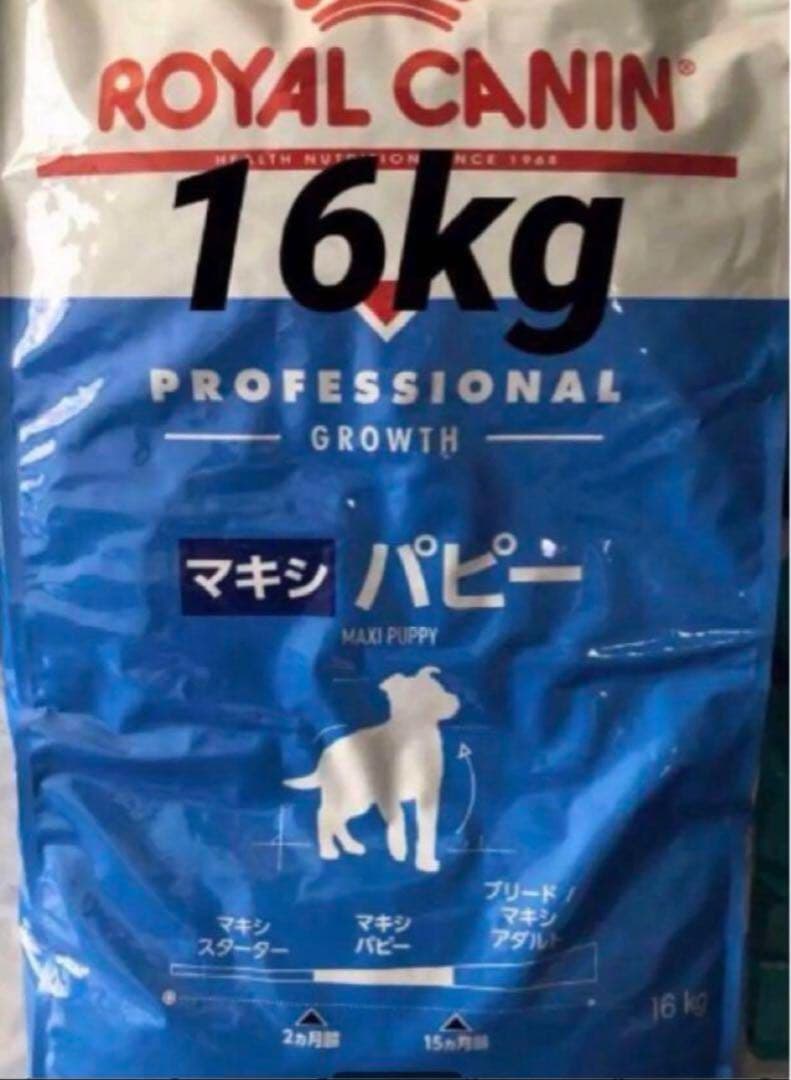 ROYAL CANIN®
HEALTH NUTRITION SINCE 1968
16kg
PROFESSIONAL
GROWTH
マキシ パピー
MAXI PUPPY
ブリード /
マキシ マキシ マキシ
スターター パピー アダルト
16 kg
2ヵ月齢 15ヵ月齢